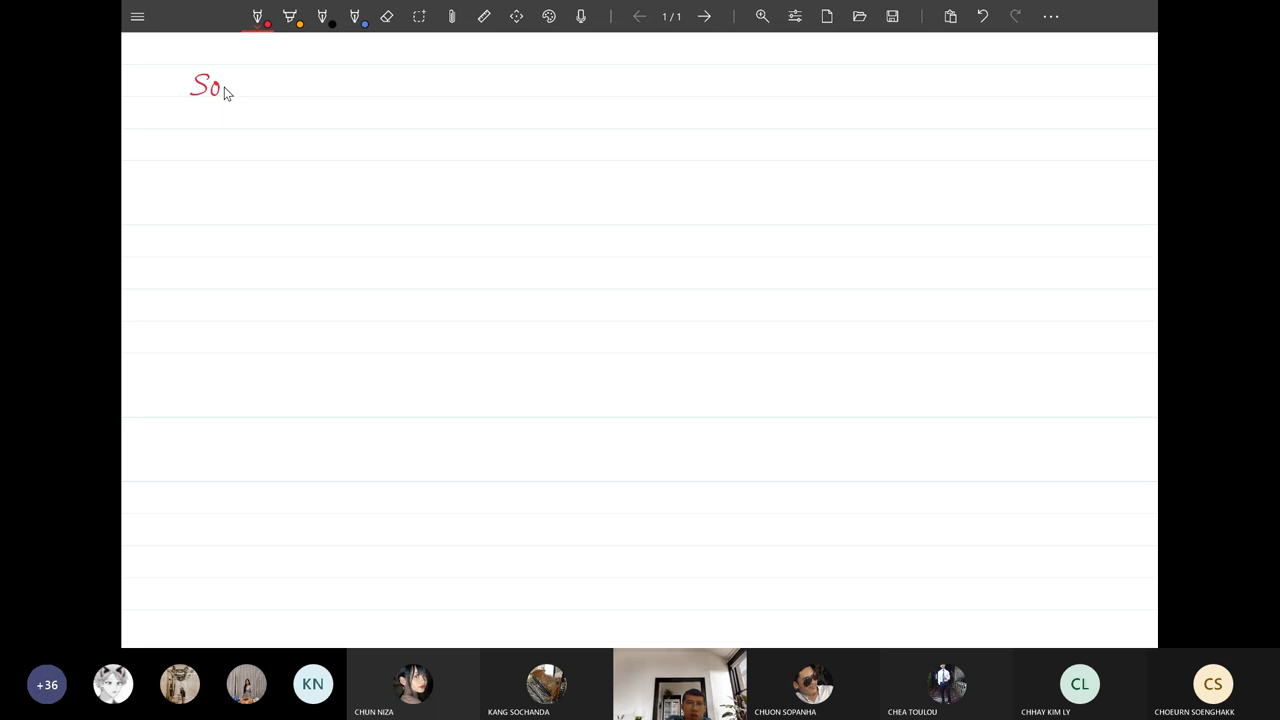 1 / 1
So
+36
KN
CL
CS
CHUN NIZA
KANG SOCHANDA
CHUON SOPANHA
CHEA TOULOU
CHHAY KIM LY
CHOEURN SOENGHAKK